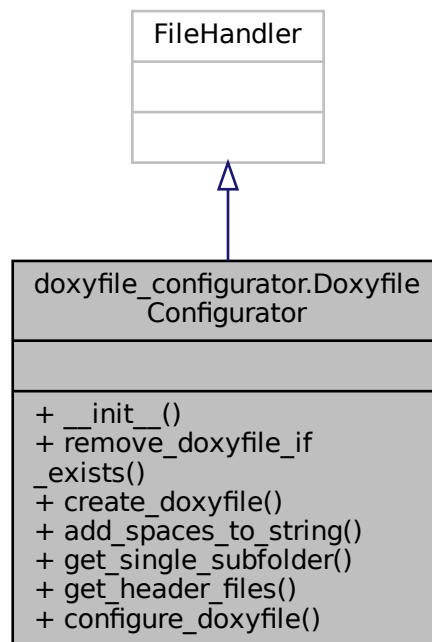 FileHandler
doxyfile_configurator.Doxyfile
Configurator
+ __init__()
+ remove_doxyfile_if
_exists()
+ create_doxyfile()
+ add_spaces_to_string()
+ get_single_subfolder()
+ get_header_files()
+ configure_doxyfile()